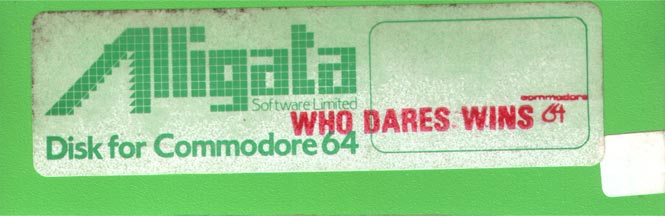 Alligata
Software Limited
commodore
WHO DARES WINS 64
Disk for Commodore 64